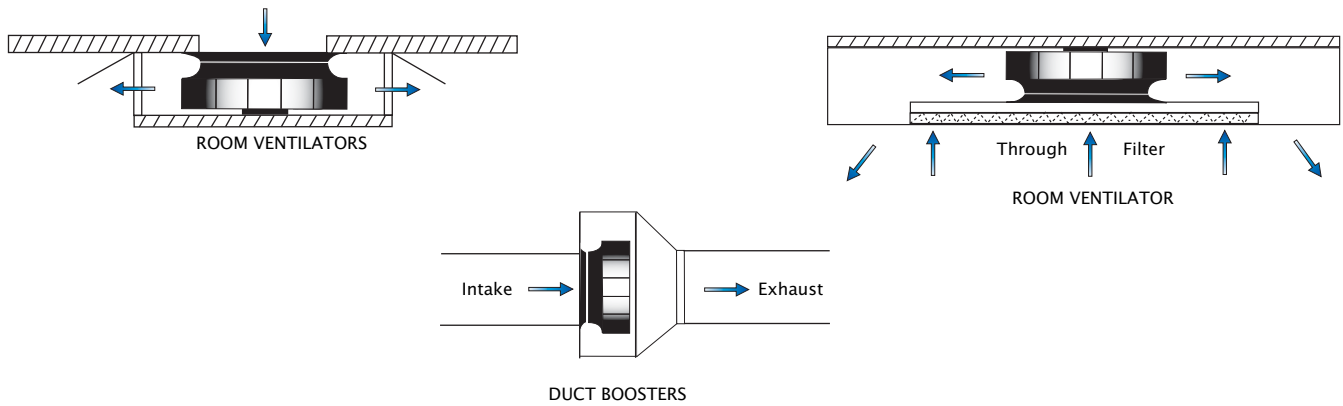 ROOM VENTILATORS
Through Filter
ROOM VENTILATOR
Intake
Exhaust
DUCT BOOSTERS